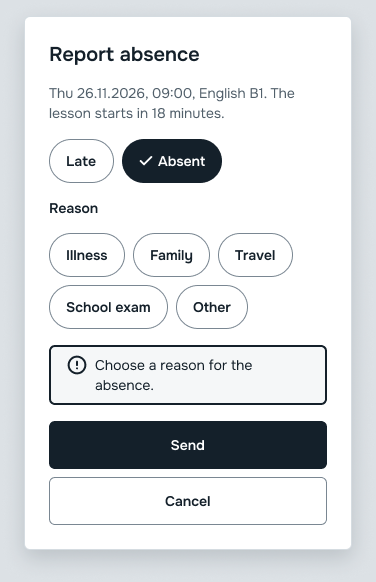 Report absence
Thu 26.11.2026, 09:00, English B1. The
lesson starts in 18 minutes.
Late
Absent
Reason
Illness
Family
Travel
School exam
Other
Choose a reason for the
absence.
Send
Cancel